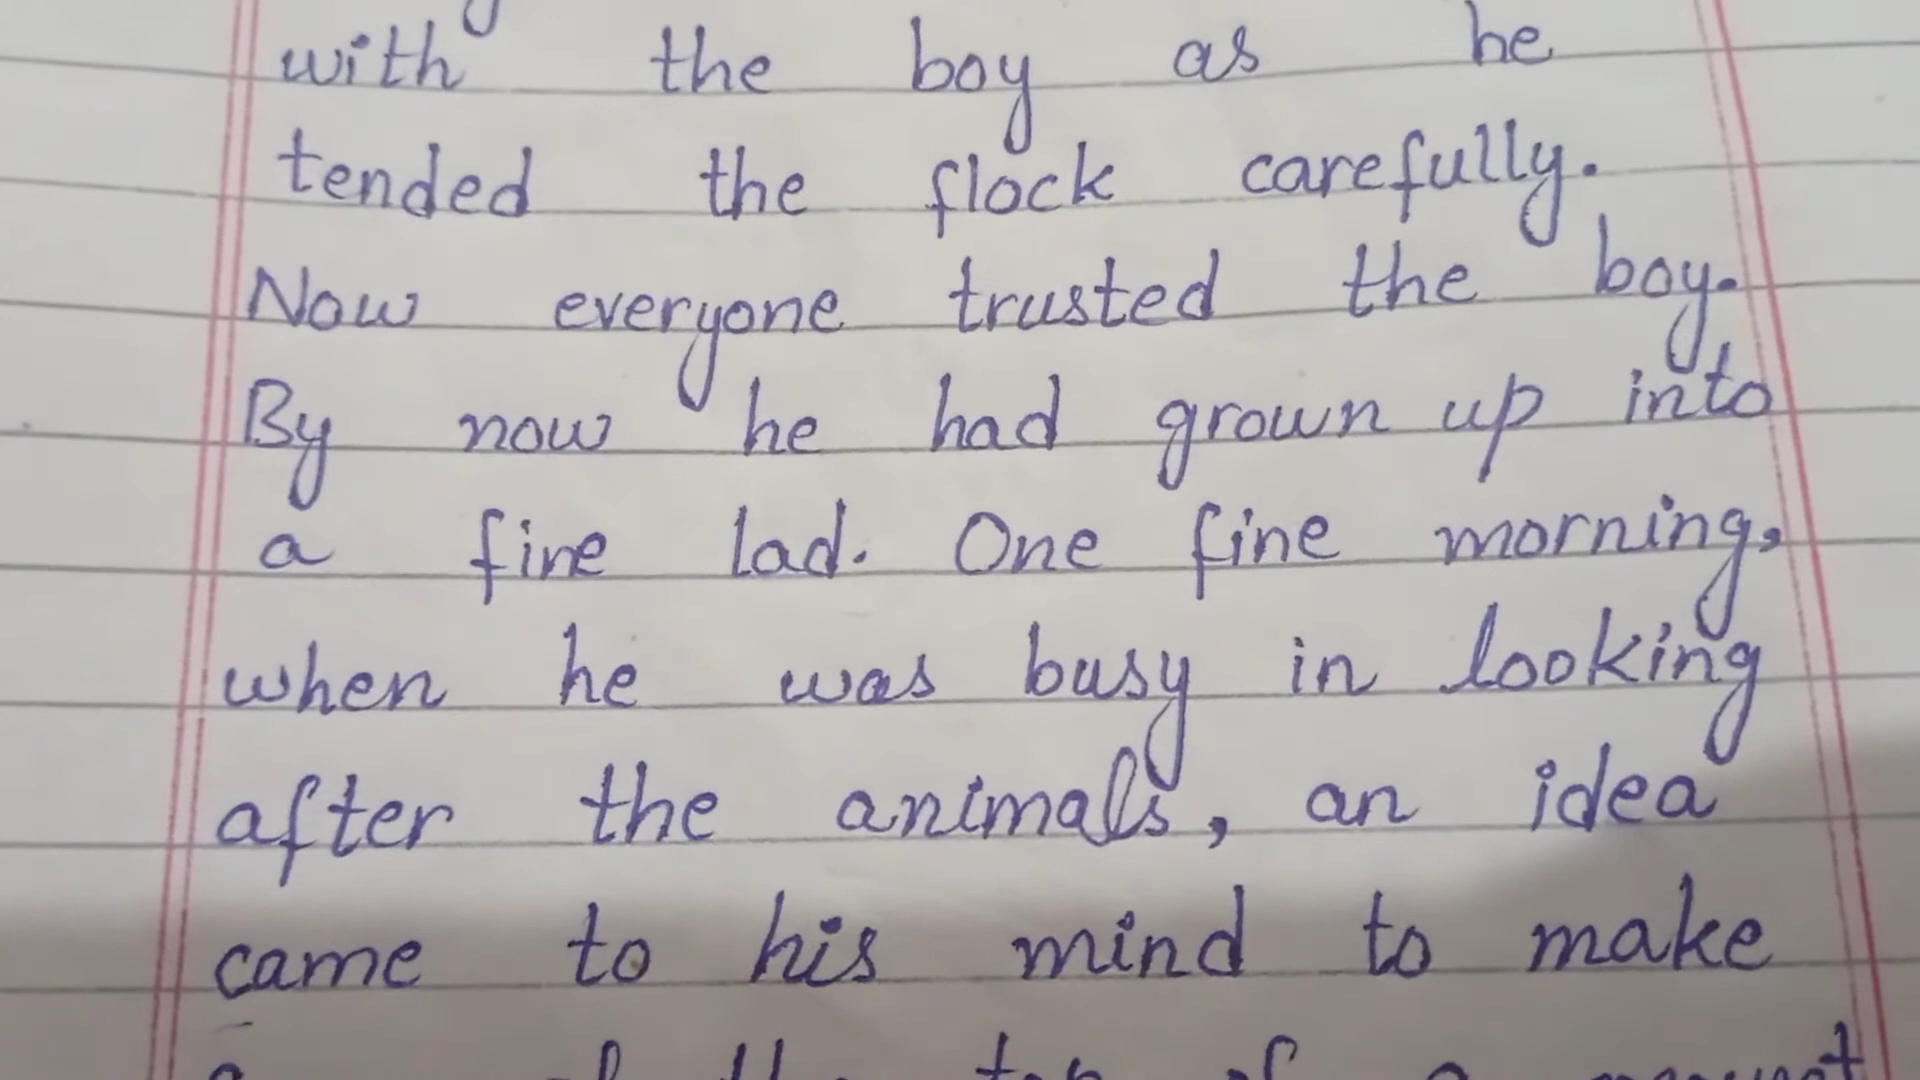 with the boy as he
tended the flock carefully.
Now everyone trusted the boy.
By now he had grown up into
a fine lad. One fine morning,
when he was busy in looking
after the animals, an idea
came to his mind to make